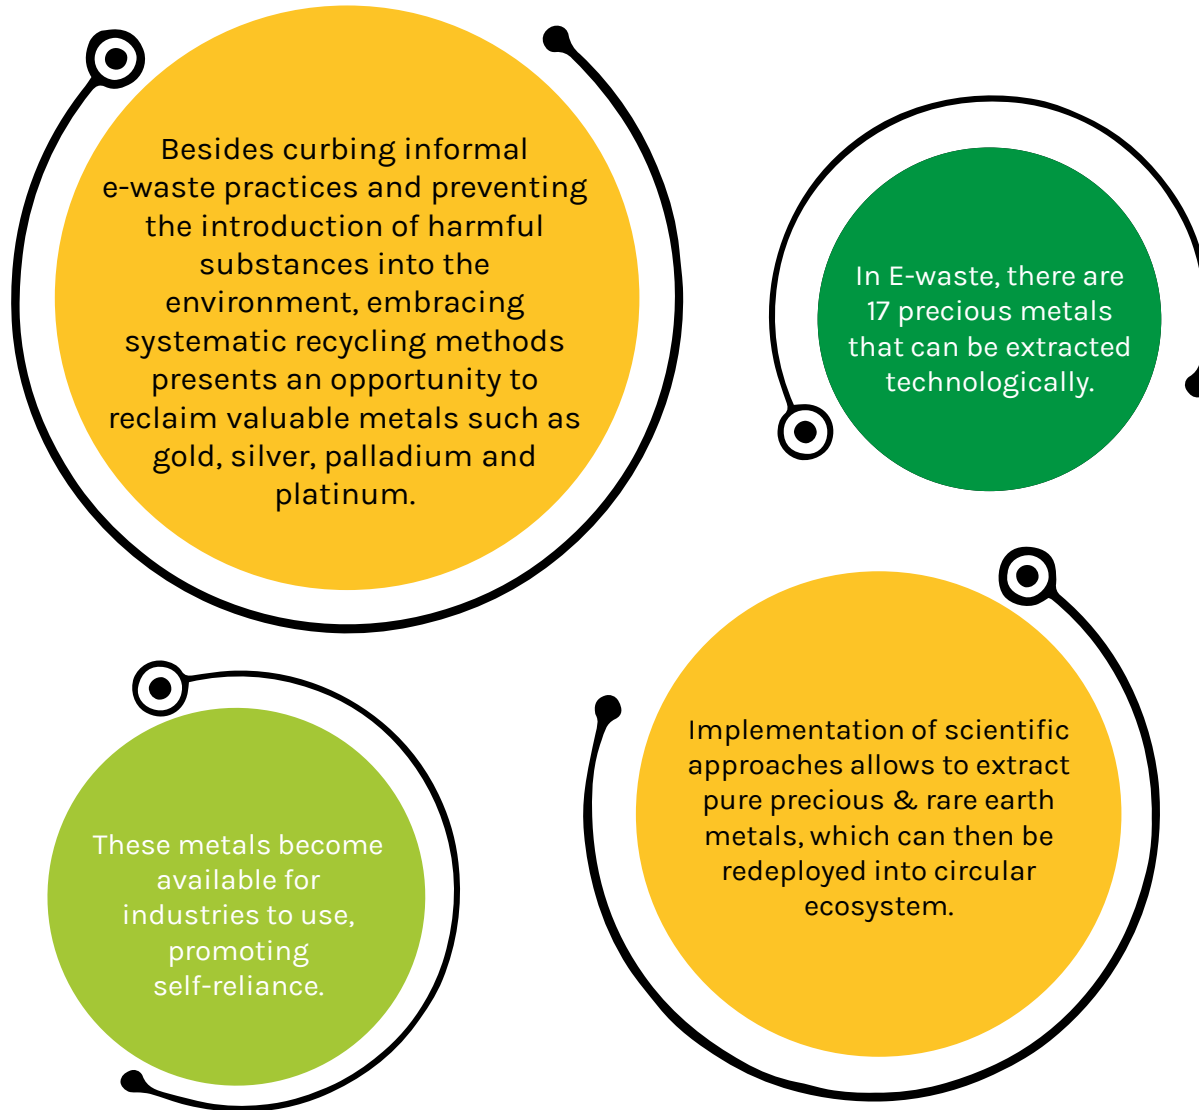 Besides curbing informal
e-waste practices and preventing
the introduction of harmful
substances into the
environment, embracing
systematic recycling methods
presents an opportunity to
reclaim valuable metals such as
gold, silver, palladium and
platinum.
In E-waste, there are
17 precious metals
that can be extracted
technologically.
These metals become
available for
industries to use,
promoting
self-reliance.
Implementation of scientific
approaches allows to extract
pure precious & rare earth
metals, which can then be
redeployed into circular
ecosystem.